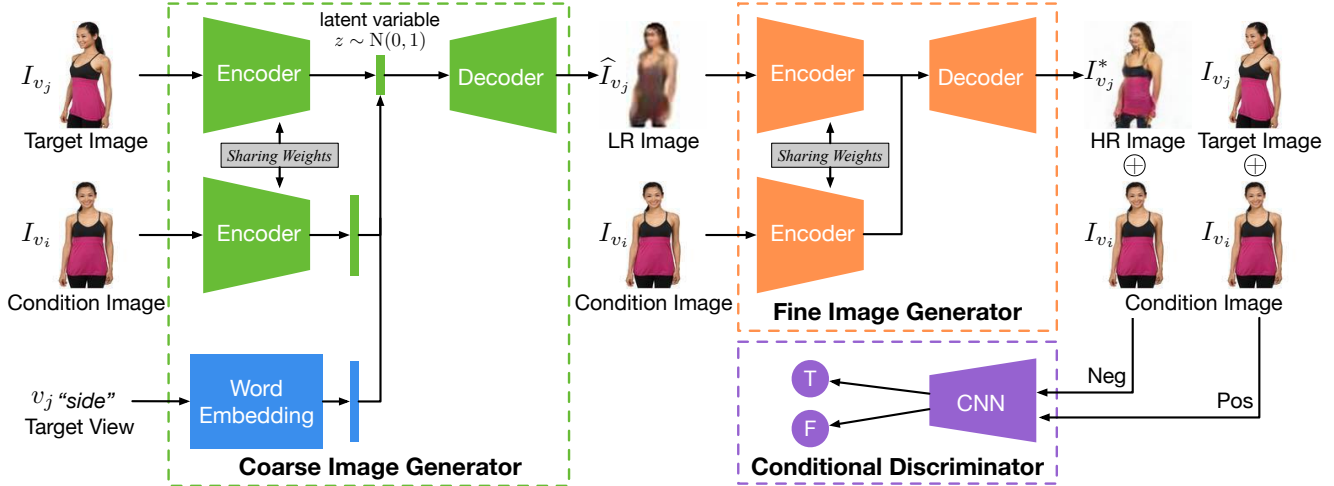 latent variable
z ∼ N(0, 1)
Encoder
Decoder
Encoder
Decoder
I_{v_j}
\hat{I}_{v_j}
I^*_{v_j}
I_{v_j}
Target Image
LR Image
HR Image
Target Image
Sharing Weights
Sharing Weights
⊕
⊕
I_{v_i}
Encoder
Encoder
I_{v_i}
I_{v_i}
Condition Image
Condition Image
Condition Image
Fine Image Generator
v_j "side"
Target View
Word
Embedding
Coarse Image Generator
T
F
CNN
Neg
Pos
Conditional Discriminator